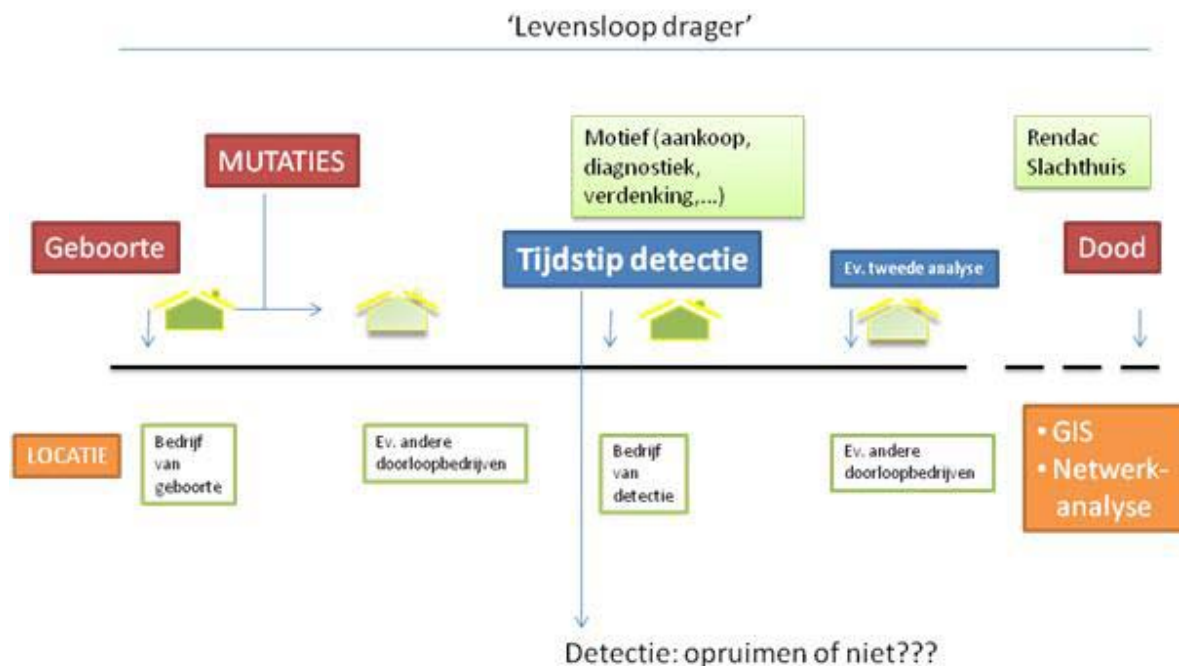 ‘Levensloop drager’
MUTATIES
Motief (aankoop,
diagnostiek,
verdenking,...)
Rendac
Slachthuis
Geboorte
Tijdstip detectie
Ev. tweede analyse
Dood
LOCATIE
Bedrijf
van
geboorte
Ev. andere
doorloopbedrijven
Bedrijf
van
detectie
Ev. andere
doorloopbedrijven
• GIS
• Netwerk-
analyse
Detectie: opruimen of niet???